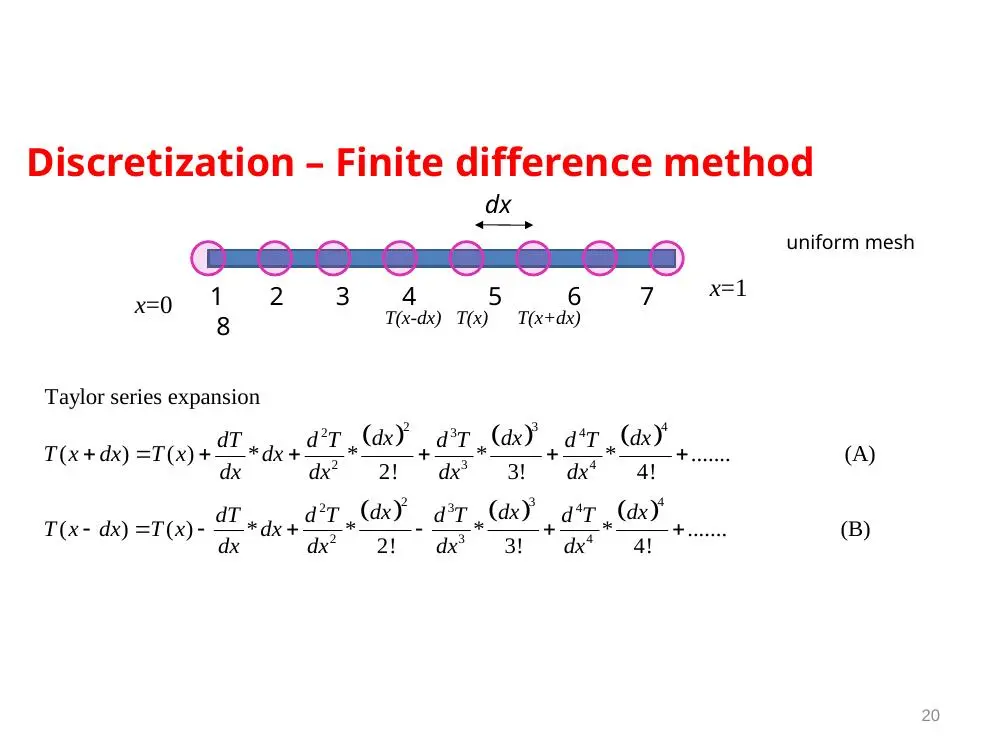 Discretization – Finite difference method
dx
uniform mesh
x=0
1 2 3 4 5 6 7
8
x=1
T(x-dx) T(x) T(x+dx)
Taylor series expansion
T(x + dx) = T(x) + dT/dx * dx + d²T/dx² * (dx)²/2! + d³T/dx³ * (dx)³/3! + d⁴T/dx⁴ * (dx)⁴/4! + ....... (A)
T(x - dx) = T(x) - dT/dx * dx + d²T/dx² * (dx)²/2! - d³T/dx³ * (dx)³/3! + d⁴T/dx⁴ * (dx)⁴/4! + ....... (B)
20